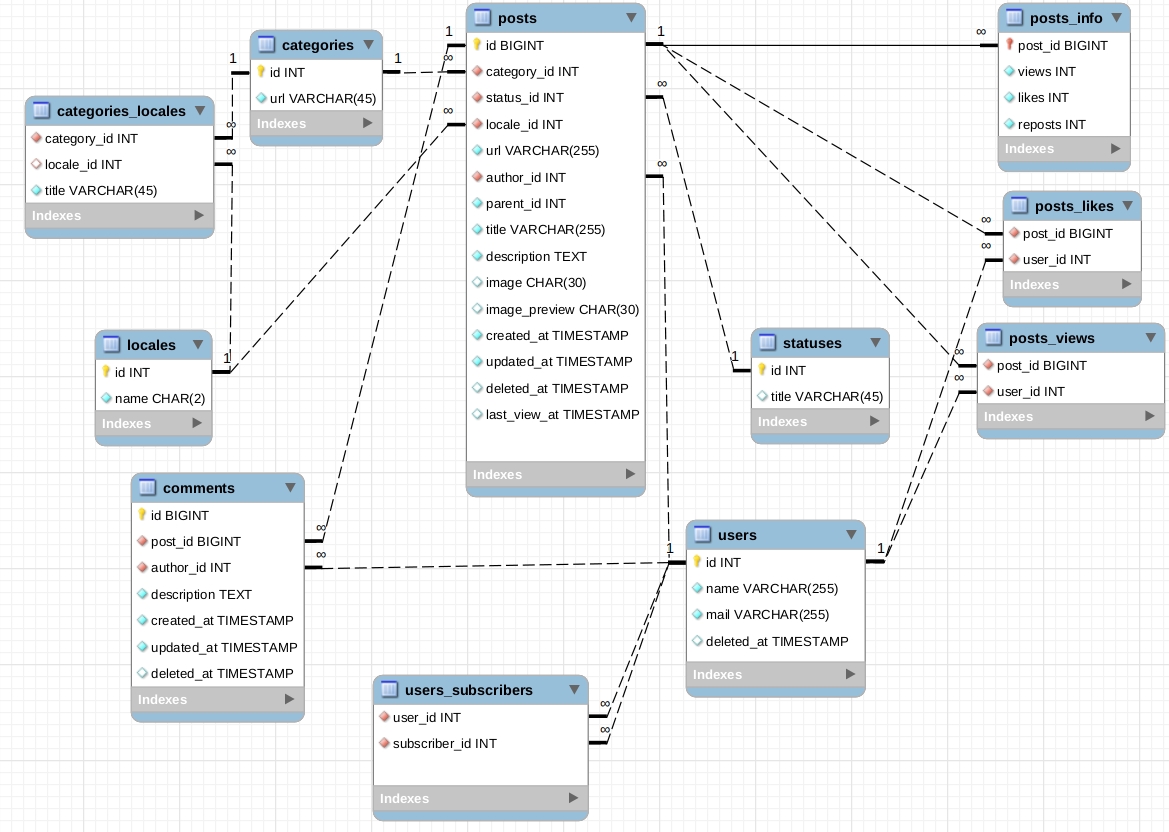 categories_locales
category_id INT
locale_id INT
title VARCHAR(45)
Indexes
1
∞
∞
categories
id INT
url VARCHAR(45)
Indexes
1
posts
id BIGINT
category_id INT
status_id INT
locale_id INT
url VARCHAR(255)
author_id INT
parent_id INT
title VARCHAR(255)
description TEXT
image CHAR(30)
image_preview CHAR(30)
created_at TIMESTAMP
updated_at TIMESTAMP
deleted_at TIMESTAMP
last_view_at TIMESTAMP
Indexes
1
∞
∞
1
∞
∞
posts_info
post_id BIGINT
views INT
likes INT
reposts INT
Indexes
∞
posts_likes
post_id BIGINT
user_id INT
Indexes
∞
∞
posts_views
post_id BIGINT
user_id INT
Indexes
∞
∞
statuses
id INT
title VARCHAR(45)
Indexes
1
locales
id INT
name CHAR(2)
Indexes
1
comments
id BIGINT
post_id BIGINT
author_id INT
description TEXT
created_at TIMESTAMP
updated_at TIMESTAMP
deleted_at TIMESTAMP
Indexes
∞
∞
users
id INT
name VARCHAR(255)
mail VARCHAR(255)
deleted_at TIMESTAMP
Indexes
1
1
users_subscribers
user_id INT
subscriber_id INT
Indexes
∞
∞